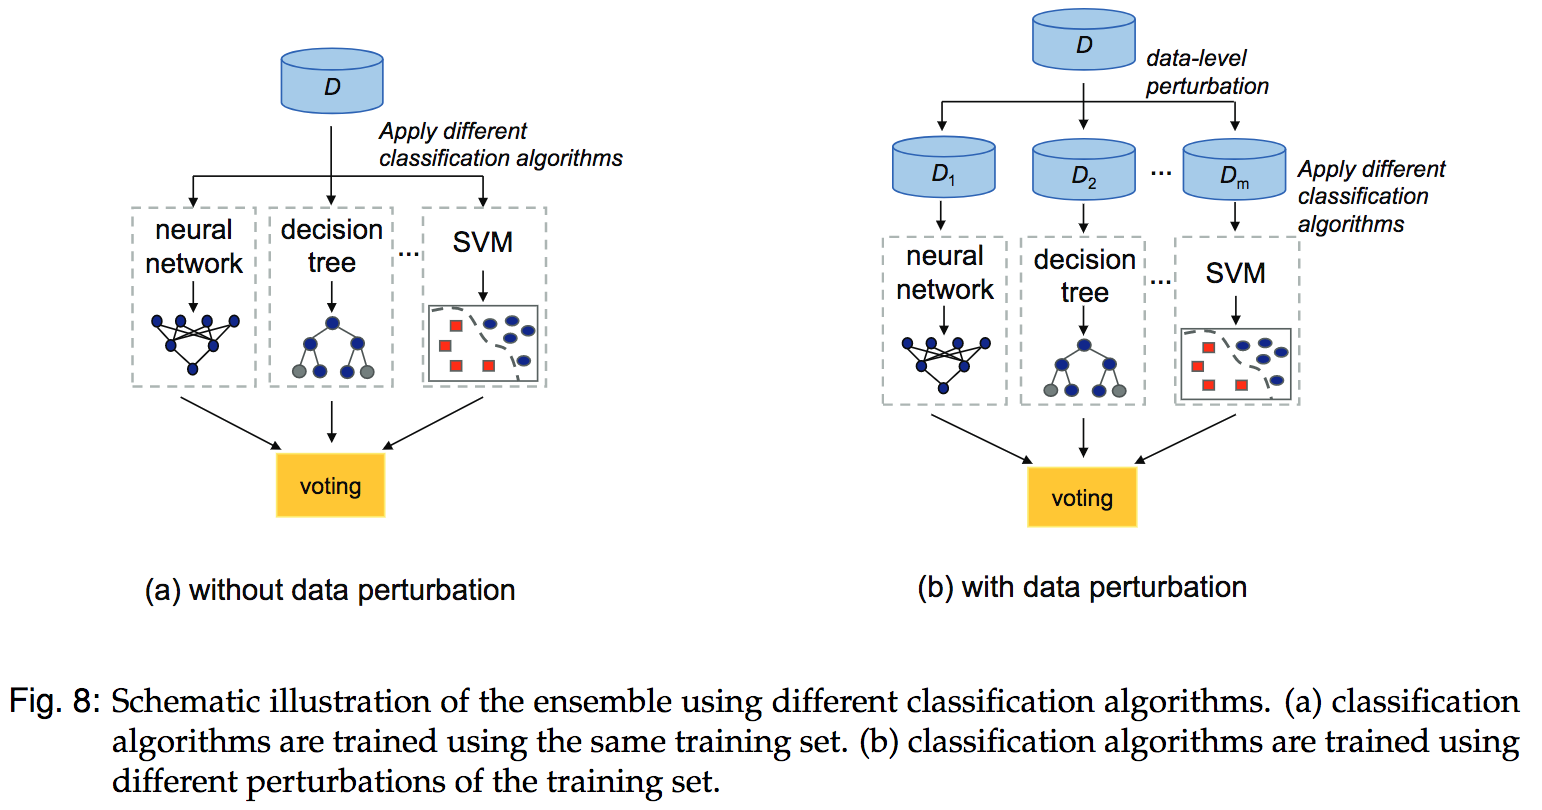 D
Apply different
classification algorithms
neural
network
decision
tree
...
SVM
voting
(a) without data perturbation
D
data-level
perturbation
D1
D2
...
Dm
Apply different
classification
algorithms
neural
network
decision
tree
...
SVM
voting
(b) with data perturbation
Fig. 8: Schematic illustration of the ensemble using different classification algorithms. (a) classification
algorithms are trained using the same training set. (b) classification algorithms are trained using
different perturbations of the training set.